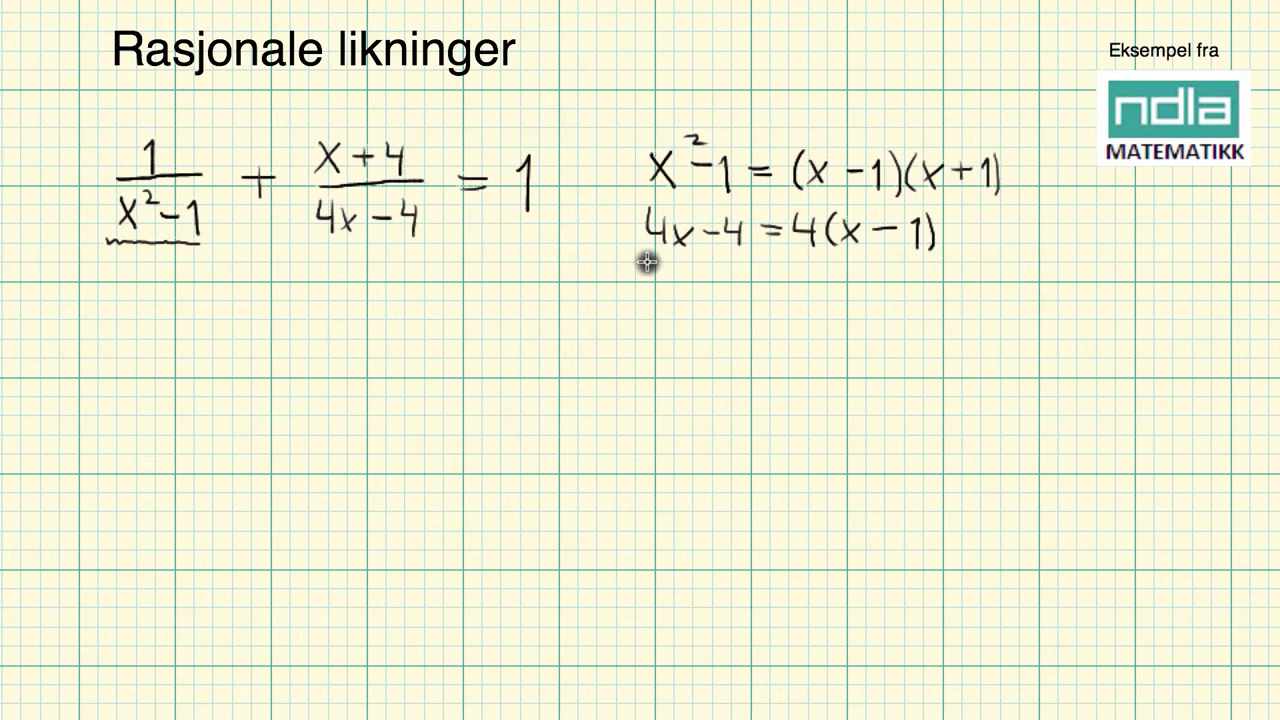 Rasjonale likninger
Eksempel fra
ndla
MATEMATIKK
1/(x²-1) + (x+4)/(4x-4) = 1
x²-1 = (x-1)(x+1)
4x-4 = 4(x-1)